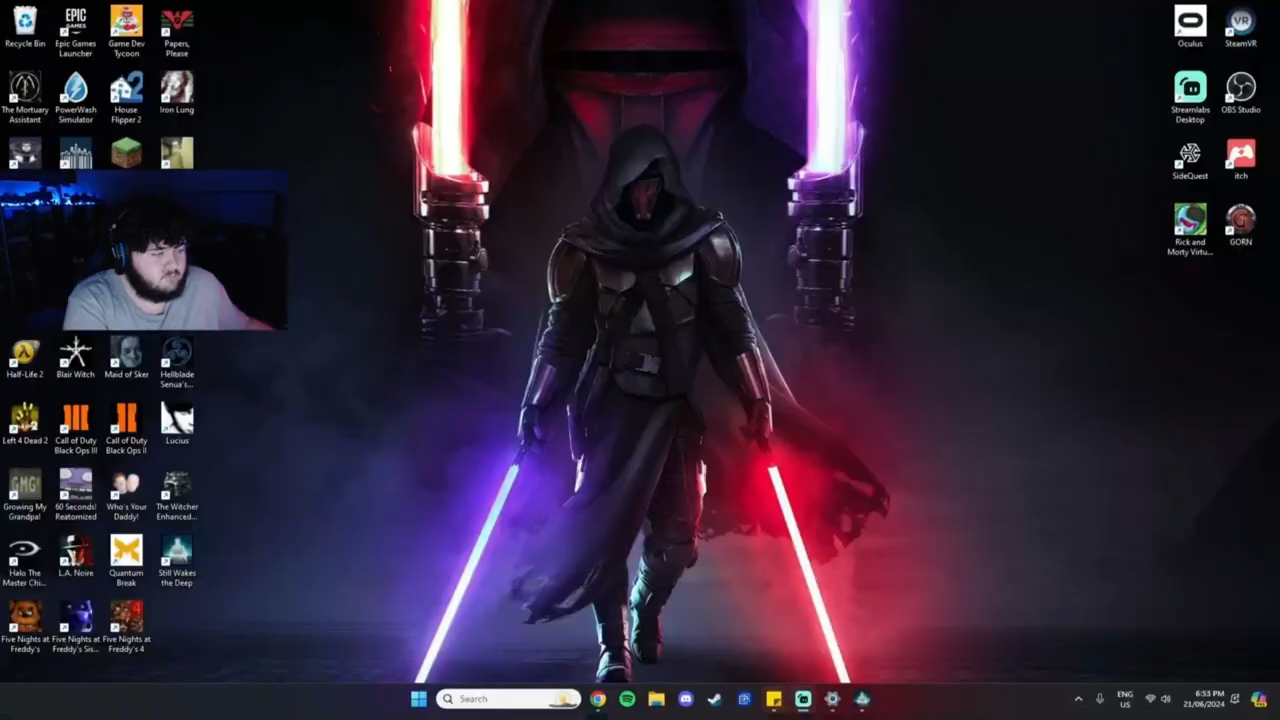 Recycle Bin
Epic Games
Launcher
Game Dev
Tycoon
Papers,
Please
EPIC
GAMES
The Mortuary
Assistant
PowerWash
Simulator
House
Flipper 2
Iron Lung
2
Half-Life 2
Blair Witch
Maid of Sker
Hellblade
Senua's...
Left 4 Dead 2
Call of Duty
Black Ops III
Call of Duty
Black Ops II
Lucius
GMG!
Growing My
Grandpa!
60 Seconds!
Reatomized
Who's Your
Daddy!
The Witcher
Enhanced...
Halo The
Master Chi...
L.A. Noire
Quantum
Break
Still Wakes
the Deep
Five Nights at
Freddy's
Five Nights at
Freddy's Sis...
Five Nights at
Freddy's 4
Oculus
VR
SteamVR
Streamlabs
Desktop
OBS Studio
SideQuest
itch
Rick and
Morty Virtu...
GORN
Search
ENG
US
6:53 PM
21/06/2024